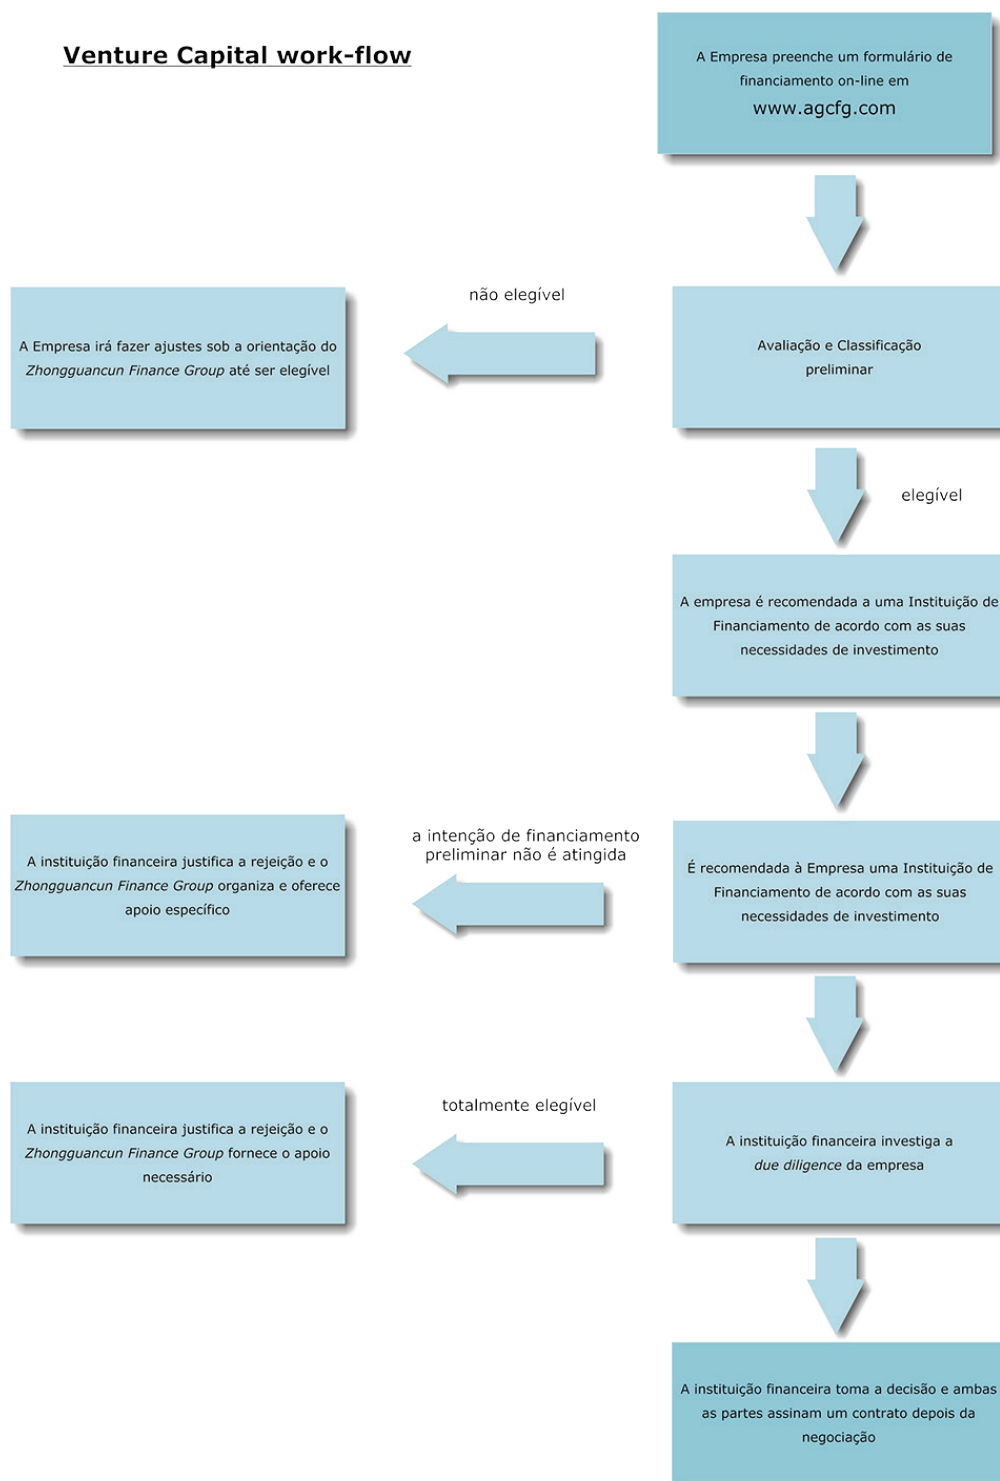 Venture Capital work-flow
A Empresa preenche um formulário de
financiamento on-line em
www.agcfg.com
não elegível
A Empresa irá fazer ajustes sob a orientação do
Zhongguancun Finance Group até ser elegível
Avaliação e Classificação
preliminar
elegível
A empresa é recomendada a uma Instituição de
Financiamento de acordo com as suas
necessidades de investimento
a intenção de financiamento
preliminar não é atingida
A instituição financeira justifica a rejeição e o
Zhongguancun Finance Group organiza e oferece
apoio específico
É recomendada à Empresa uma Instituição de
Financiamento de acordo com as suas
necessidades de investimento
totalmente elegível
A instituição financeira justifica a rejeição e o
Zhongguancun Finance Group fornece o apoio
necessário
A instituição financeira investiga a
due diligence da empresa
A instituição financeira toma a decisão e ambas
as partes assinam um contrato depois da
negociação